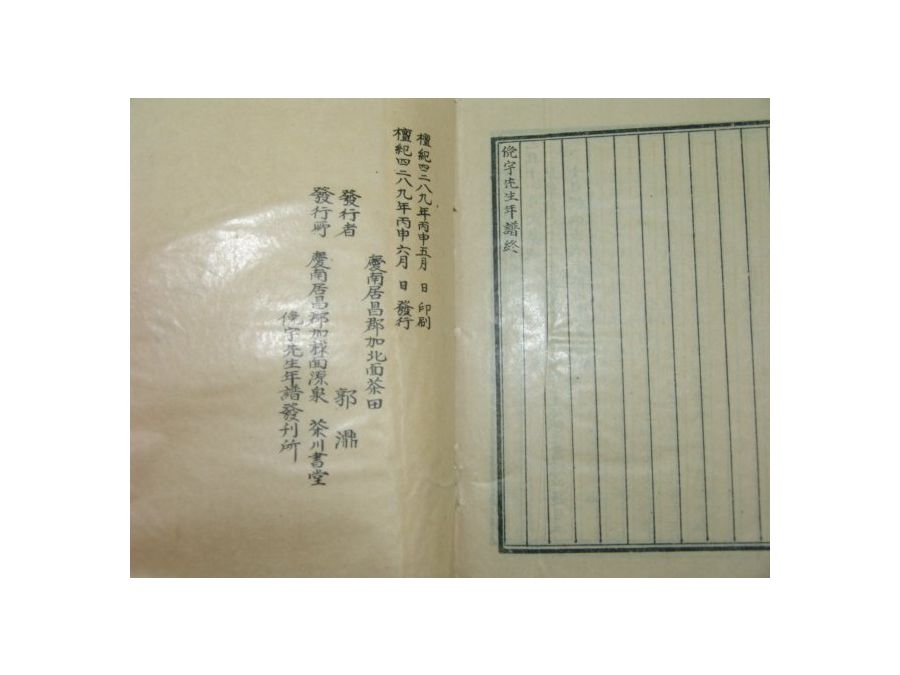 俛宇先生年譜終
檀紀四二八九年丙申五月 日 印刷
檀紀四二八九年丙申六月 日 發行
慶南居昌郡加北面茶田
發行者 郭 鼎
發行所 慶南居昌郡加祚面源泉 茶川書堂
俛宇先生年譜發刊所